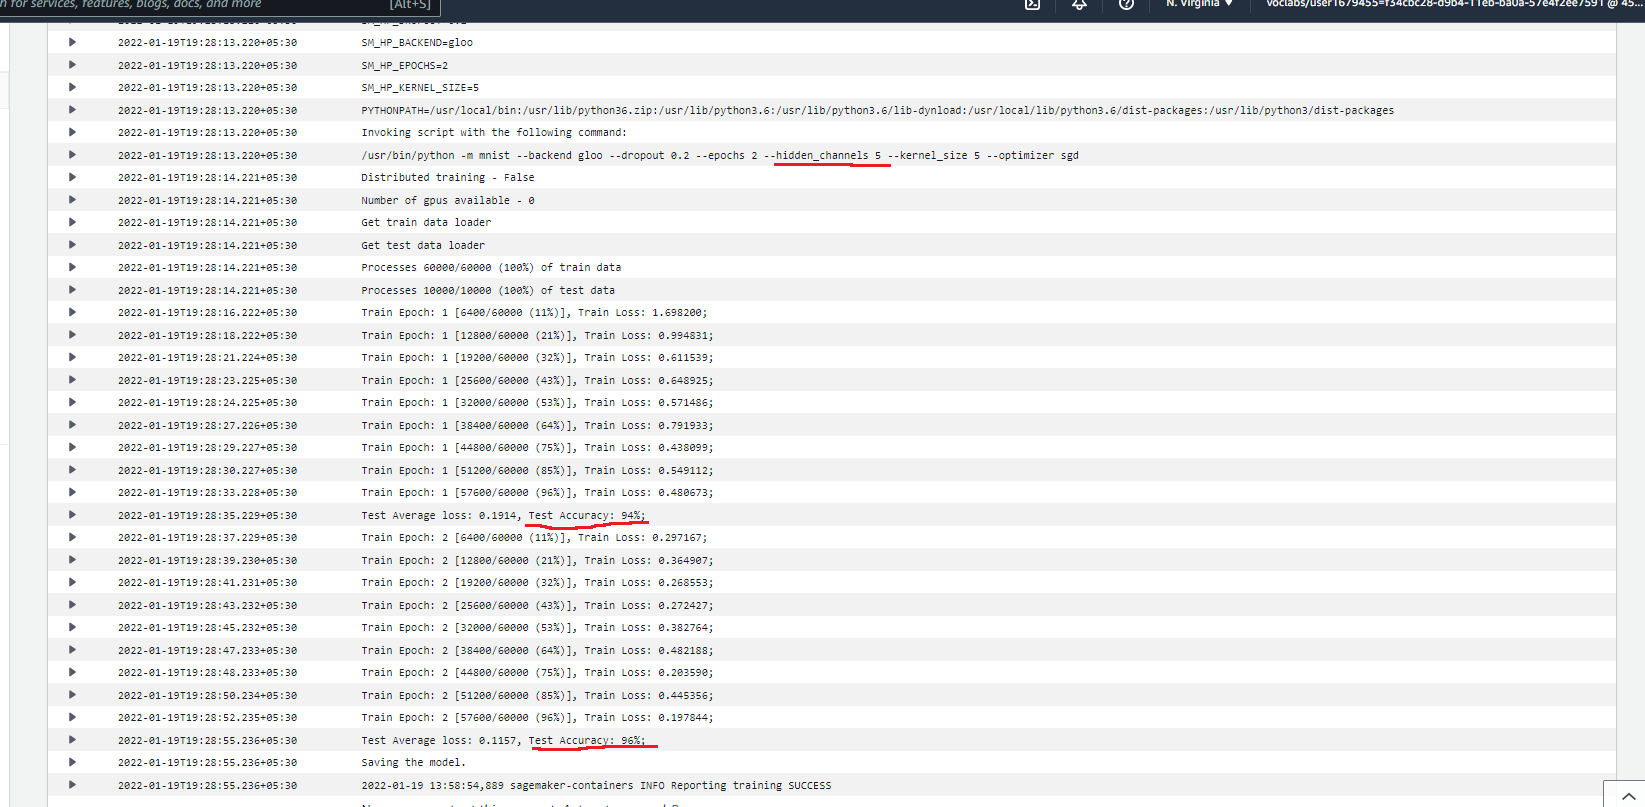 n for services, features, blogs, docs, and more [Alt+S] N. Virginia ▼ voclabs/user1679455=f34cbc28-d9b4-11eb-ba0a-57e4f2ee7591 @ 45...
2022-01-19T19:28:13.220+05:30 SM_HP_BACKEND=gloo
2022-01-19T19:28:13.220+05:30 SM_HP_EPOCHS=2
2022-01-19T19:28:13.220+05:30 SM_HP_KERNEL_SIZE=5
2022-01-19T19:28:13.220+05:30 PYTHONPATH=/usr/local/bin:/usr/lib/python36.zip:/usr/lib/python3.6:/usr/lib/python3.6/lib-dynload:/usr/local/lib/python3.6/dist-packages:/usr/lib/python3/dist-packages
2022-01-19T19:28:13.220+05:30 Invoking script with the following command:
2022-01-19T19:28:13.220+05:30 /usr/bin/python -m mnist --backend gloo --dropout 0.2 --epochs 2 --hidden_channels 5 --kernel_size 5 --optimizer sgd
2022-01-19T19:28:14.221+05:30 Distributed training - False
2022-01-19T19:28:14.221+05:30 Number of gpus available - 0
2022-01-19T19:28:14.221+05:30 Get train data loader
2022-01-19T19:28:14.221+05:30 Get test data loader
2022-01-19T19:28:14.221+05:30 Processes 60000/60000 (100%) of train data
2022-01-19T19:28:14.221+05:30 Processes 10000/10000 (100%) of test data
2022-01-19T19:28:16.222+05:30 Train Epoch: 1 [6400/60000 (11%)], Train Loss: 1.698200;
2022-01-19T19:28:18.222+05:30 Train Epoch: 1 [12800/60000 (21%)], Train Loss: 0.994831;
2022-01-19T19:28:21.224+05:30 Train Epoch: 1 [19200/60000 (32%)], Train Loss: 0.611539;
2022-01-19T19:28:23.225+05:30 Train Epoch: 1 [25600/60000 (43%)], Train Loss: 0.648925;
2022-01-19T19:28:24.225+05:30 Train Epoch: 1 [32000/60000 (53%)], Train Loss: 0.571486;
2022-01-19T19:28:27.226+05:30 Train Epoch: 1 [38400/60000 (64%)], Train Loss: 0.791933;
2022-01-19T19:28:29.227+05:30 Train Epoch: 1 [44800/60000 (75%)], Train Loss: 0.438099;
2022-01-19T19:28:30.227+05:30 Train Epoch: 1 [51200/60000 (85%)], Train Loss: 0.549112;
2022-01-19T19:28:33.228+05:30 Train Epoch: 1 [57600/60000 (96%)], Train Loss: 0.480673;
2022-01-19T19:28:35.229+05:30 Test Average loss: 0.1914, Test Accuracy: 94%;
2022-01-19T19:28:37.229+05:30 Train Epoch: 2 [6400/60000 (11%)], Train Loss: 0.297167;
2022-01-19T19:28:39.230+05:30 Train Epoch: 2 [12800/60000 (21%)], Train Loss: 0.364907;
2022-01-19T19:28:41.231+05:30 Train Epoch: 2 [19200/60000 (32%)], Train Loss: 0.268553;
2022-01-19T19:28:43.232+05:30 Train Epoch: 2 [25600/60000 (43%)], Train Loss: 0.272427;
2022-01-19T19:28:45.232+05:30 Train Epoch: 2 [32000/60000 (53%)], Train Loss: 0.382764;
2022-01-19T19:28:47.233+05:30 Train Epoch: 2 [38400/60000 (64%)], Train Loss: 0.482188;
2022-01-19T19:28:48.233+05:30 Train Epoch: 2 [44800/60000 (75%)], Train Loss: 0.203590;
2022-01-19T19:28:50.234+05:30 Train Epoch: 2 [51200/60000 (85%)], Train Loss: 0.445356;
2022-01-19T19:28:52.235+05:30 Train Epoch: 2 [57600/60000 (96%)], Train Loss: 0.197844;
2022-01-19T19:28:55.236+05:30 Test Average loss: 0.1157, Test Accuracy: 96%;
2022-01-19T19:28:55.236+05:30 Saving the model.
2022-01-19T19:28:55.236+05:30 2022-01-19 13:58:54,889 sagemaker-containers INFO Reporting training SUCCESS